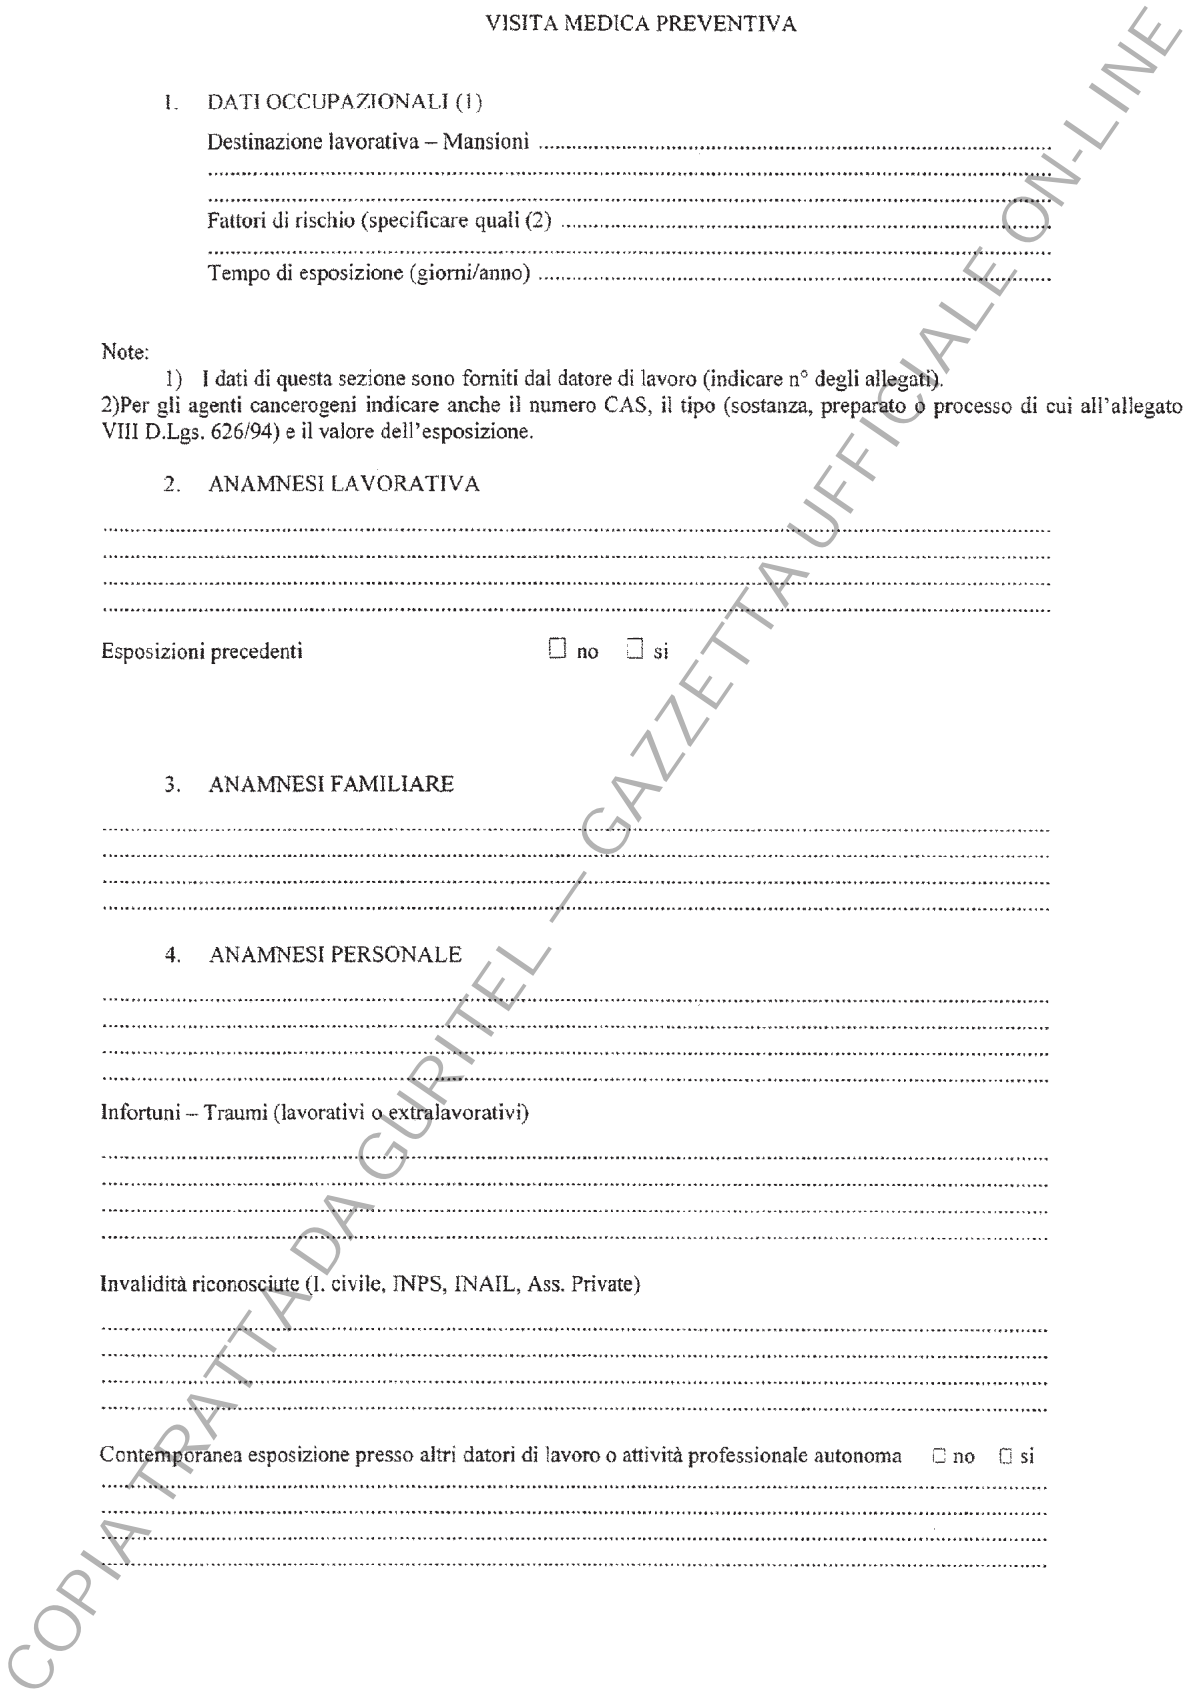 VISITA MEDICA PREVENTIVA
1. DATI OCCUPAZIONALI (1)
Destinazione lavorativa – Mansioni ................................................................................................
................................................................................................
................................................................................................
Fattori di rischio (specificare quali (2) ................................................................................................
................................................................................................
Tempo di esposizione (giorni/anno) ................................................................................................
Note:
1) I dati di questa sezione sono forniti dal datore di lavoro (indicare n° degli allegati).
2)Per gli agenti cancerogeni indicare anche il numero CAS, il tipo (sostanza, preparato o processo di cui all'allegato
VIII D.Lgs. 626/94) e il valore dell'esposizione.
2. ANAMNESI LAVORATIVA
................................................................................................
................................................................................................
................................................................................................
................................................................................................
Esposizioni precedenti ☐ no ☐ si
3. ANAMNESI FAMILIARE
................................................................................................
................................................................................................
................................................................................................
................................................................................................
4. ANAMNESI PERSONALE
................................................................................................
................................................................................................
................................................................................................
................................................................................................
Infortuni – Traumi (lavorativi o extralavorativi)
................................................................................................
................................................................................................
................................................................................................
................................................................................................
Invalidità riconosciute (I. civile, INPS, INAIL, Ass. Private)
................................................................................................
................................................................................................
................................................................................................
................................................................................................
Contemporanea esposizione presso altri datori di lavoro o attività professionale autonoma ☐ no ☐ si
................................................................................................
................................................................................................
................................................................................................
................................................................................................
COPIA TRATTA DA GURITEL — GAZZETTA UFFICIALE ON-LINE